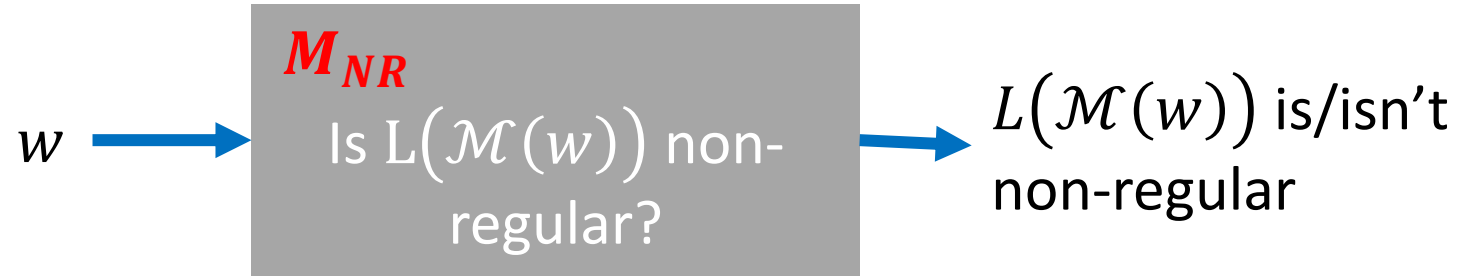 M_NR
w
Is L(ℳ(w)) non-
regular?
L(ℳ(w)) is/isn’t
non-regular